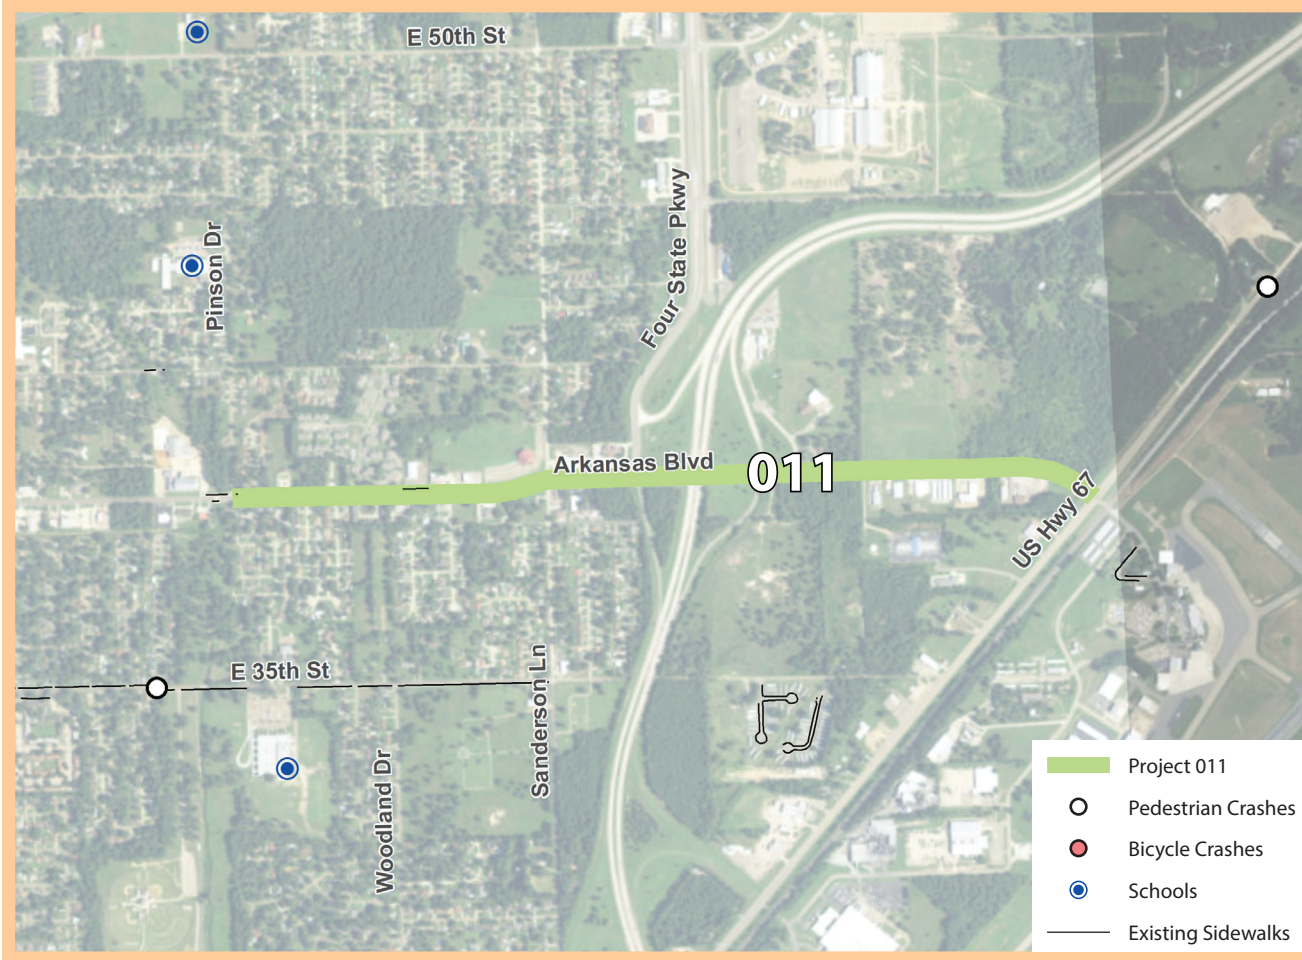 E 50th St
Four State Pkwy
Pinson Dr
Arkansas Blvd
011
US Hwy 67
E 35th St
Sanderson Ln
Woodland Dr
Project 011
Pedestrian Crashes
Bicycle Crashes
Schools
Existing Sidewalks